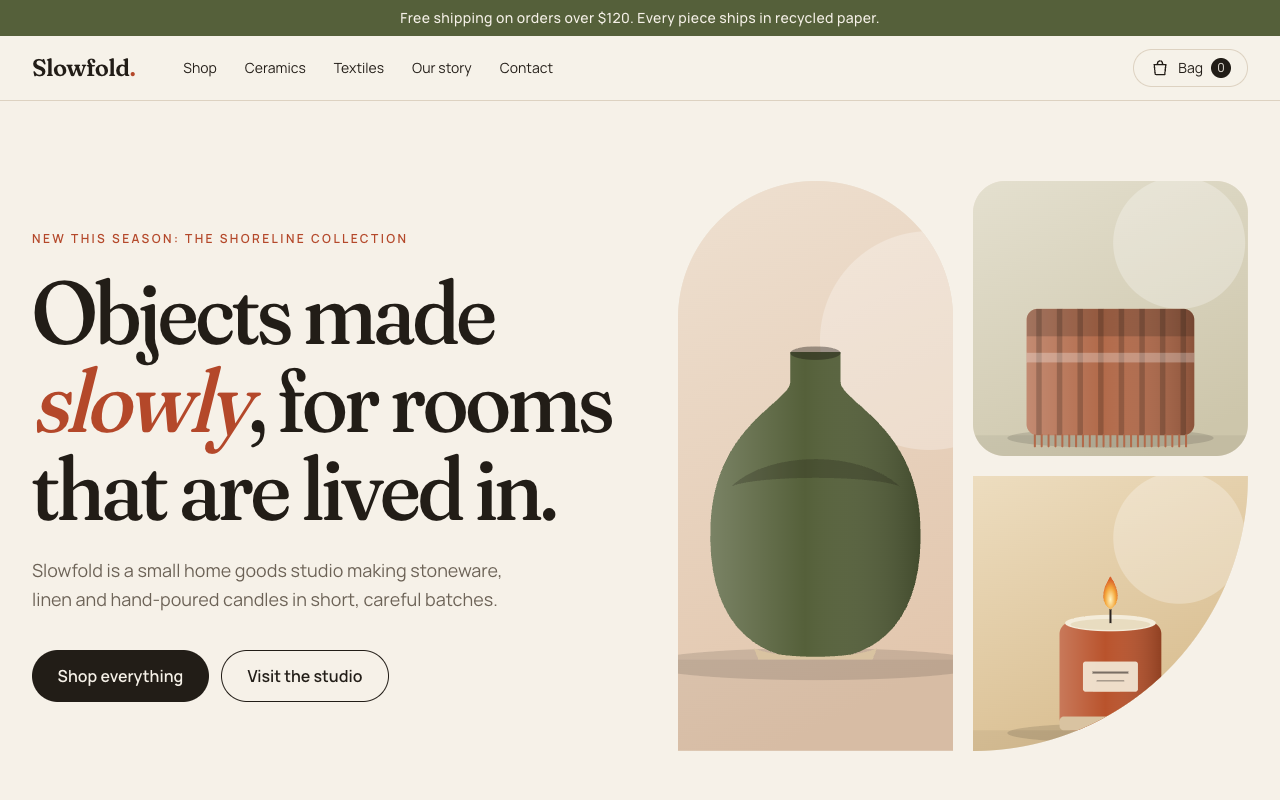 Free shipping on orders over $120. Every piece ships in recycled paper.
Slowfold.
Shop
Ceramics
Textiles
Our story
Contact
Bag 0
NEW THIS SEASON: THE SHORELINE COLLECTION
Objects made
slowly, for rooms
that are lived in.
Slowfold is a small home goods studio making stoneware,
linen and hand-poured candles in short, careful batches.
Shop everything
Visit the studio